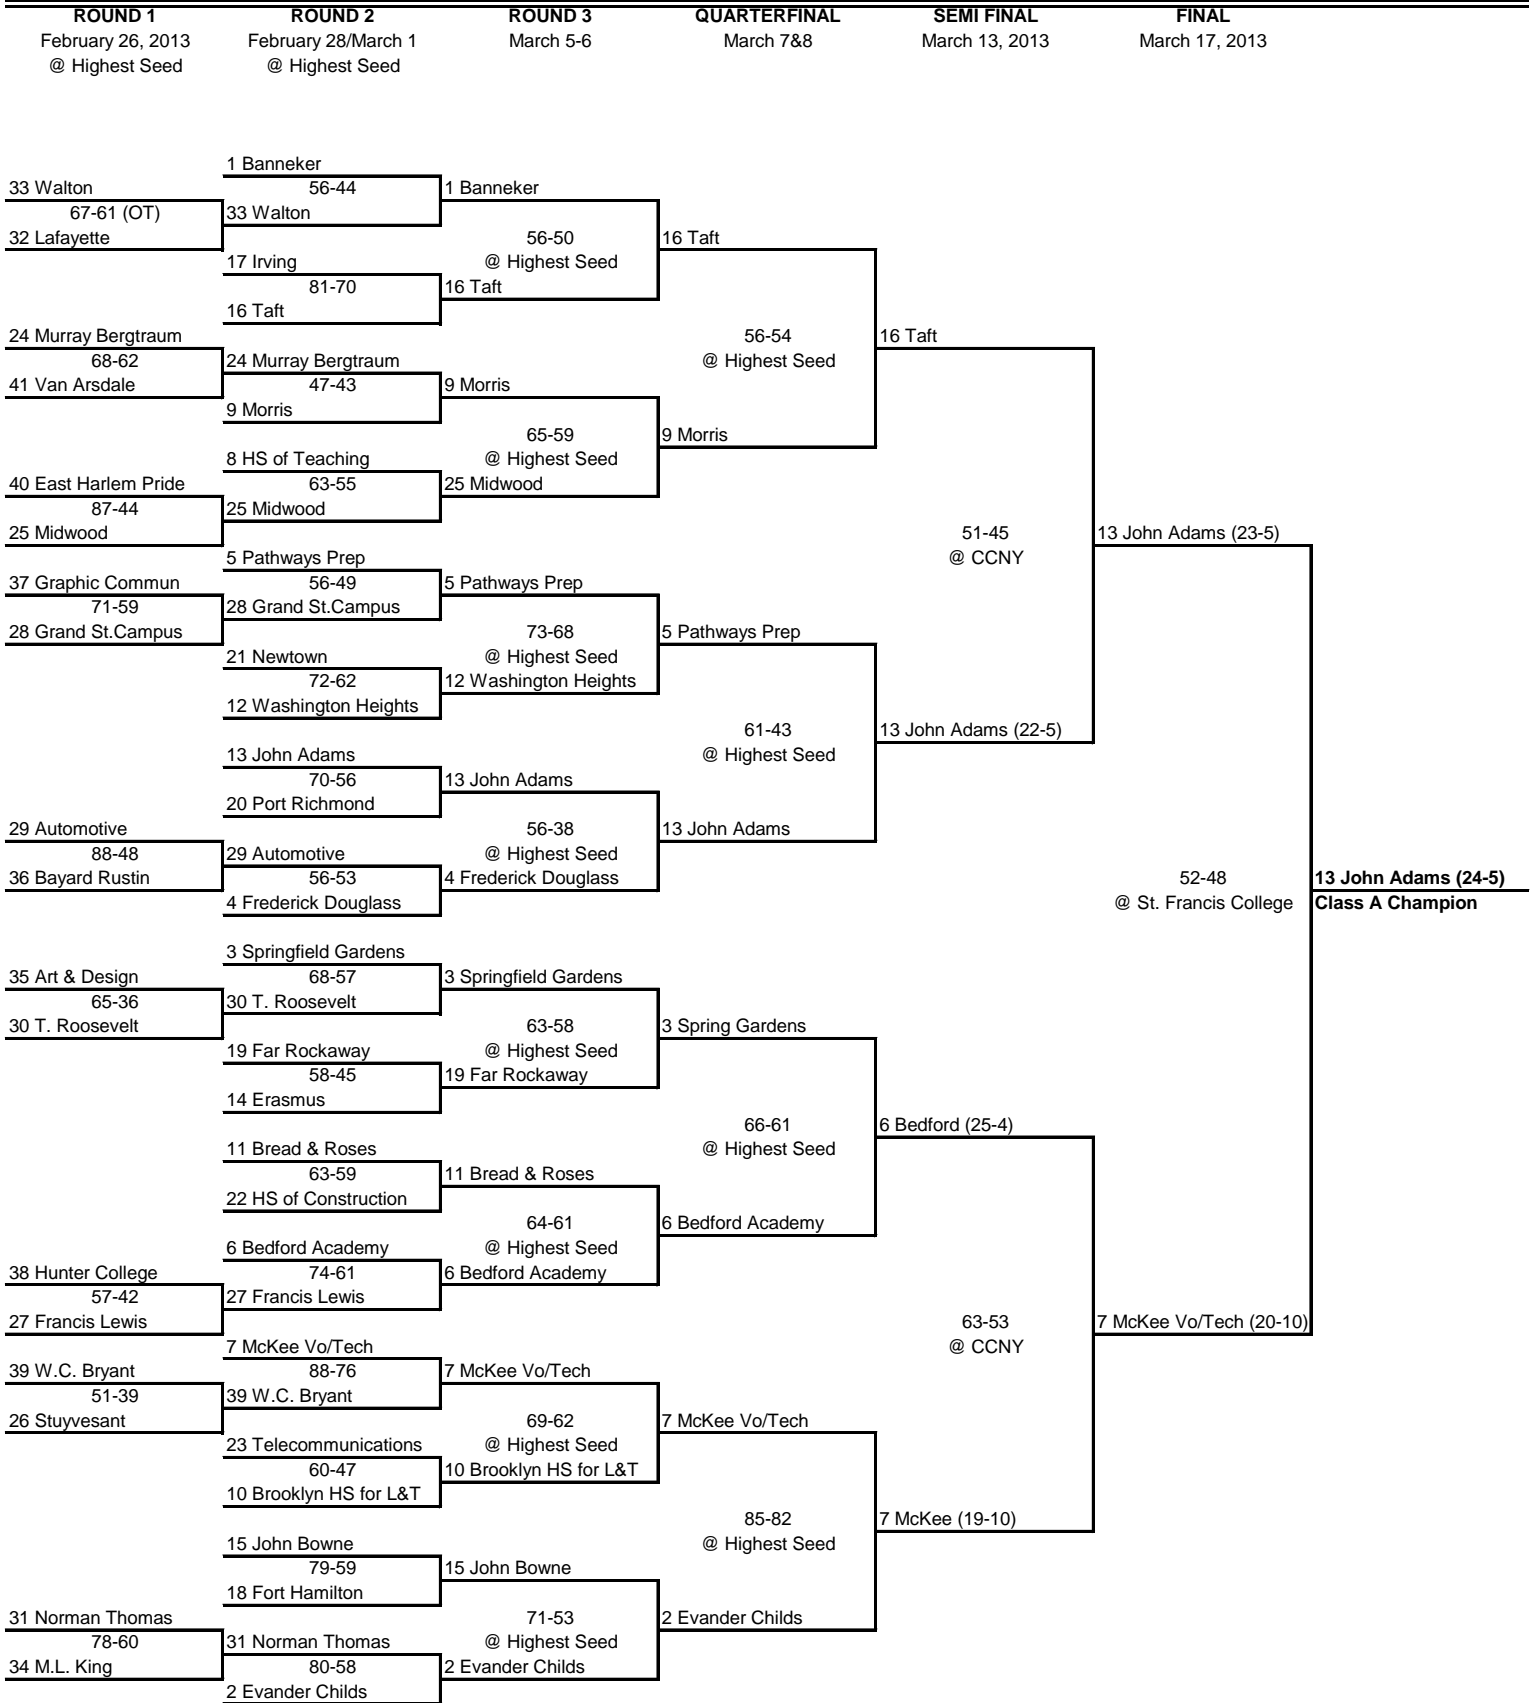 ROUND 1 ROUND 2 ROUND 3 QUARTERFINAL SEMI FINAL FINAL
February 26, 2013 February 28/March 1 March 5-6 March 7&8 March 13, 2013 March 17, 2013
@ Highest Seed @ Highest Seed
1 Banneker
33 Walton 56-44 1 Banneker
67-61 (OT) 33 Walton
32 Lafayette 56-50 16 Taft
17 Irving @ Highest Seed
81-70 16 Taft
16 Taft
24 Murray Bergtraum 56-54 16 Taft
68-62 24 Murray Bergtraum @ Highest Seed
41 Van Arsdale 47-43 9 Morris
9 Morris
65-59 9 Morris
8 HS of Teaching @ Highest Seed
40 East Harlem Pride 63-55 25 Midwood
87-44 25 Midwood
25 Midwood 51-45 13 John Adams (23-5)
5 Pathways Prep @ CCNY
37 Graphic Commun 56-49 5 Pathways Prep
71-59 28 Grand St.Campus
28 Grand St.Campus 73-68 5 Pathways Prep
21 Newtown @ Highest Seed
72-62 12 Washington Heights
12 Washington Heights
61-43 13 John Adams (22-5)
13 John Adams @ Highest Seed
70-56 13 John Adams
20 Port Richmond
29 Automotive 56-38 13 John Adams
88-48 29 Automotive @ Highest Seed
36 Bayard Rustin 56-53 4 Frederick Douglass 52-48 13 John Adams (24-5)
4 Frederick Douglass @ St. Francis College Class A Champion
3 Springfield Gardens
35 Art & Design 68-57 3 Springfield Gardens
65-36 30 T. Roosevelt
30 T. Roosevelt 63-58 3 Spring Gardens
19 Far Rockaway @ Highest Seed
58-45 19 Far Rockaway
14 Erasmus
66-61 6 Bedford (25-4)
11 Bread & Roses @ Highest Seed
63-59 11 Bread & Roses
22 HS of Construction
64-61 6 Bedford Academy
6 Bedford Academy @ Highest Seed
38 Hunter College 74-61 6 Bedford Academy
57-42 27 Francis Lewis
27 Francis Lewis 63-53 7 McKee Vo/Tech (20-10)
7 McKee Vo/Tech @ CCNY
39 W.C. Bryant 88-76 7 McKee Vo/Tech
51-39 39 W.C. Bryant
26 Stuyvesant 69-62 7 McKee Vo/Tech
23 Telecommunications @ Highest Seed
60-47 10 Brooklyn HS for L&T
10 Brooklyn HS for L&T
85-82 7 McKee (19-10)
15 John Bowne @ Highest Seed
79-59 15 John Bowne
18 Fort Hamilton
31 Norman Thomas 71-53 2 Evander Childs
78-60 31 Norman Thomas @ Highest Seed
34 M.L. King 80-58 2 Evander Childs
2 Evander Childs